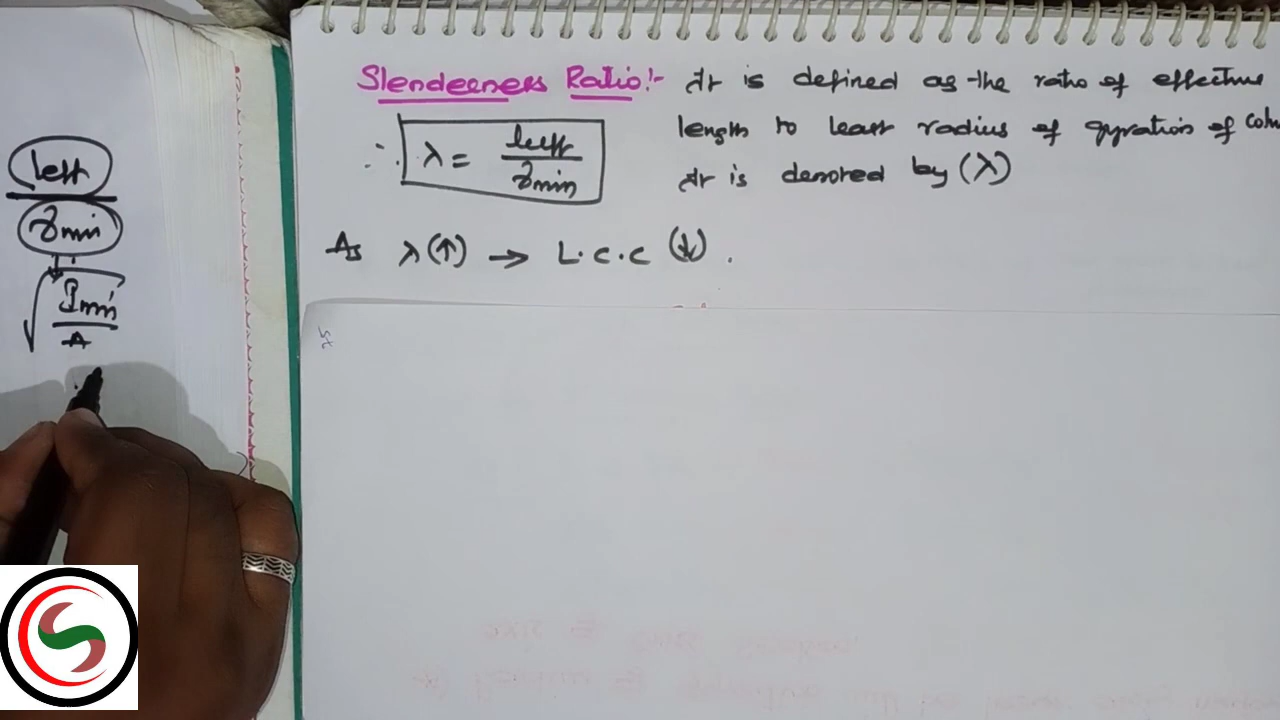 leff
rmin
Imin
A
Slenderness Ratio:- It is defined as the ratio of effective
length to least radius of gyration of colu
It is denoted by (λ)
∴ λ = leff
rmin
As λ(↑) → L.C.C (↓).